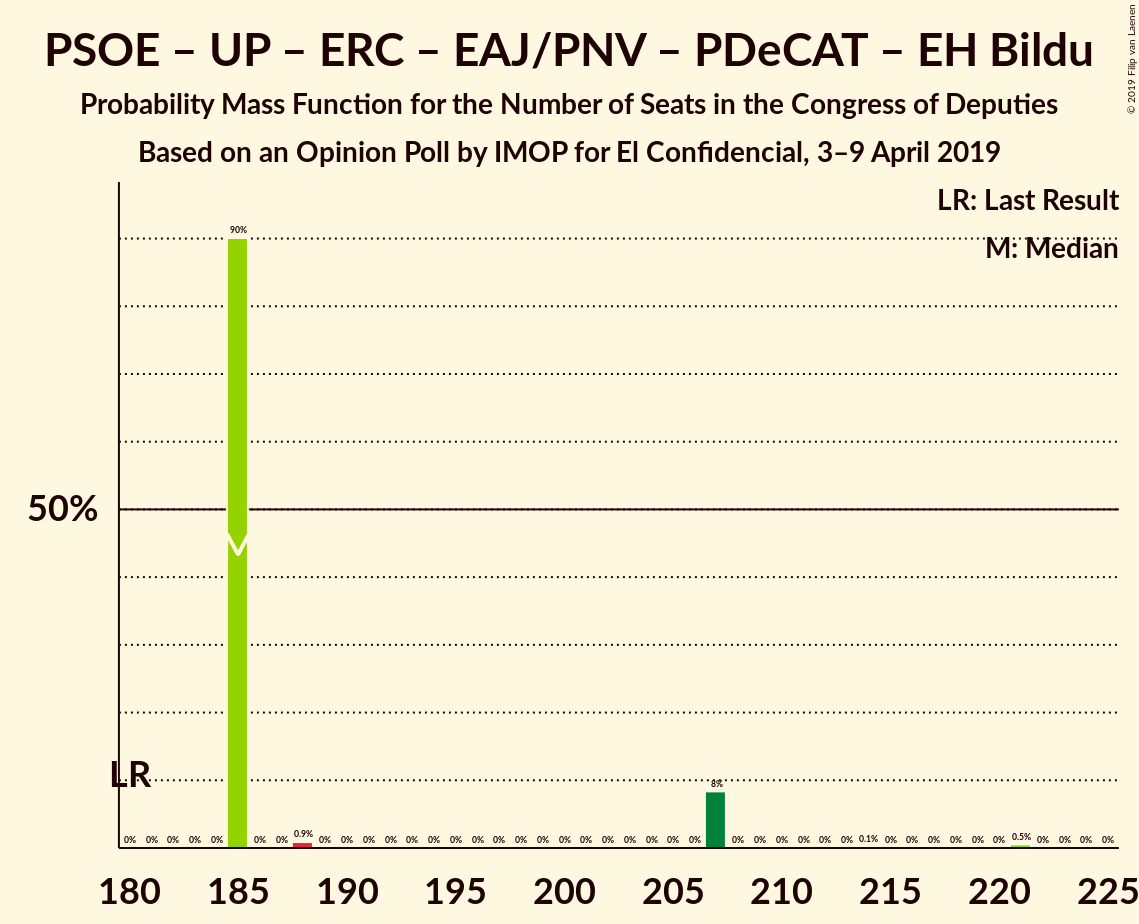 PSOE – UP – ERC – EAJ/PNV – PDeCAT – EH Bildu
Probability Mass Function for the Number of Seats in the Congress of Deputies
Based on an Opinion Poll by IMOP for El Confidencial, 3–9 April 2019
© 2019 Filip van Laenen
LR: Last Result
M: Median
90%
50%
LR
8%
0% 0% 0% 0% 0% 0% 0% 0.9% 0% 0% 0% 0% 0% 0% 0% 0% 0% 0% 0% 0% 0% 0% 0% 0% 0% 0% 0% 0% 0% 0% 0% 0% 0.1% 0% 0% 0% 0% 0% 0% 0.5% 0% 0% 0% 0%
180 185 190 195 200 205 210 215 220 225